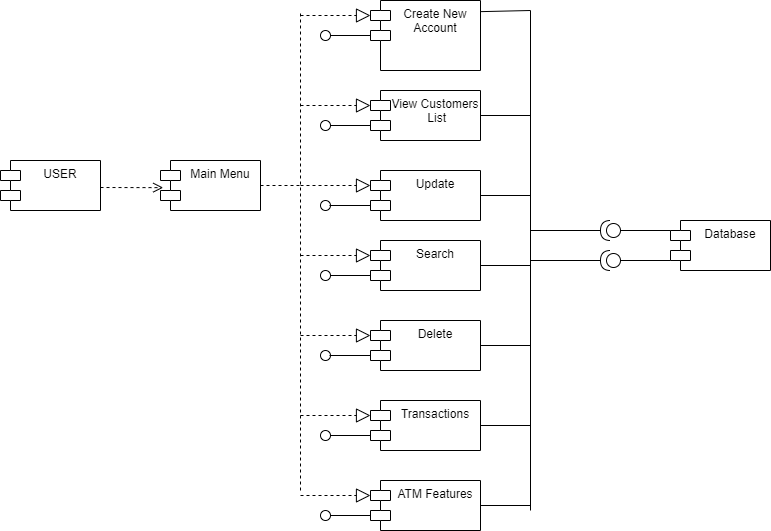 Create New
Account
View Customers
List
USER
Main Menu
Update
Database
Search
Delete
Transactions
ATM Features